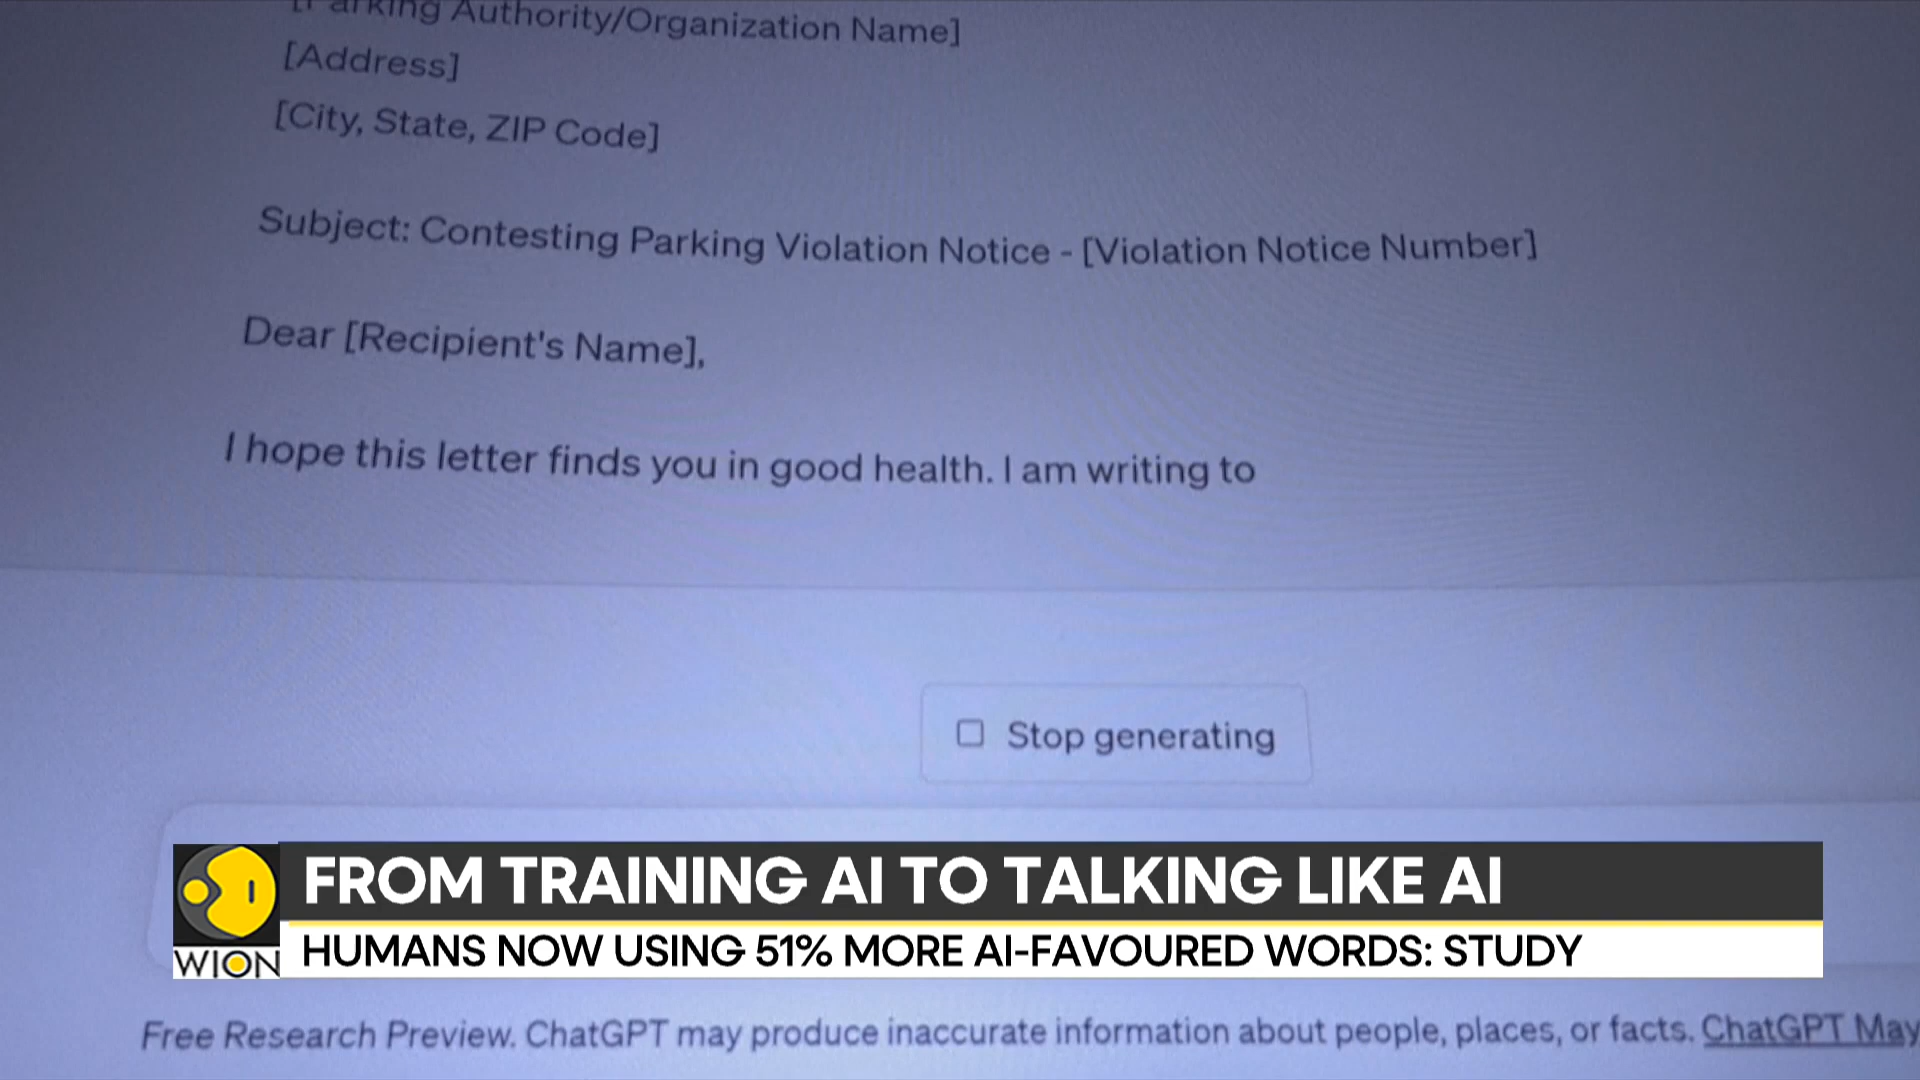 [Parking Authority/Organization Name]
[Address]
[City, State, ZIP Code]
Subject: Contesting Parking Violation Notice - [Violation Notice Number]
Dear [Recipient's Name],
I hope this letter finds you in good health. I am writing to
Stop generating
FROM TRAINING AI TO TALKING LIKE AI
HUMANS NOW USING 51% MORE AI-FAVOURED WORDS: STUDY
WION
Free Research Preview. ChatGPT may produce inaccurate information about people, places, or facts. ChatGPT May